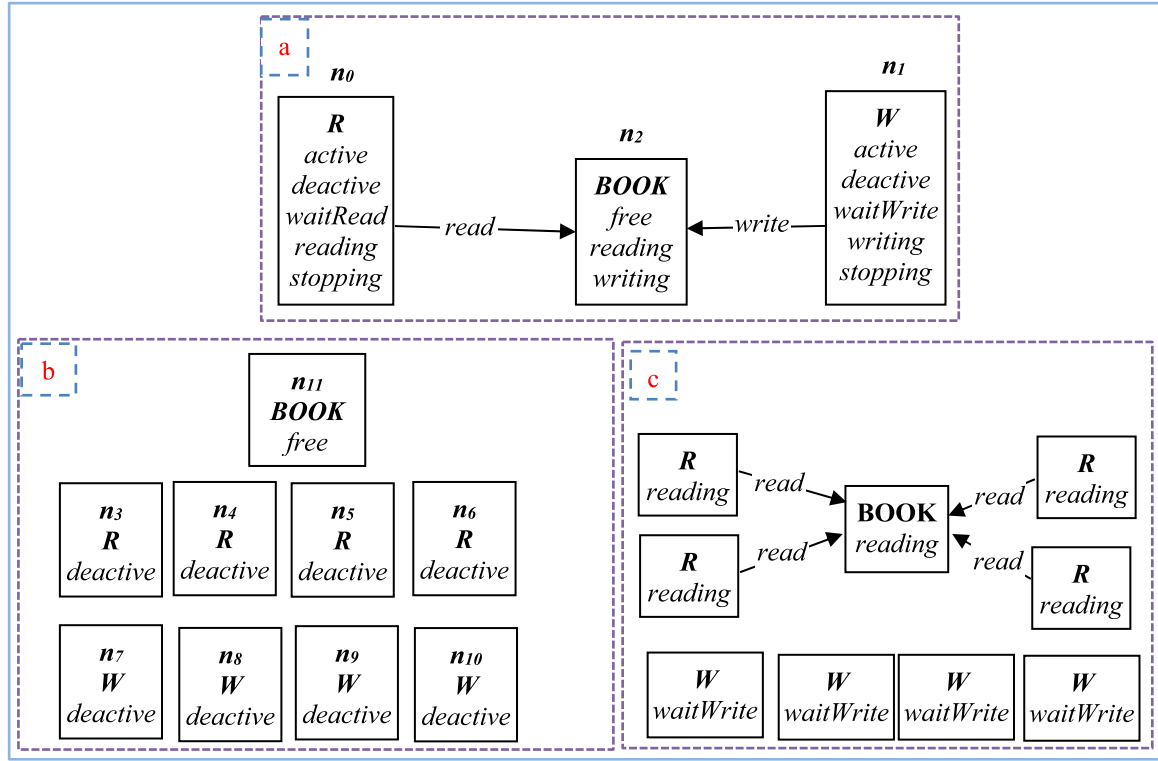 a
n0
R
active
deactive
waitRead
reading
stopping
read
n2
BOOK
free
reading
writing
write
n1
W
active
deactive
waitWrite
writing
stopping
b
n11
BOOK
free
n3
R
deactive
n4
R
deactive
n5
R
deactive
n6
R
deactive
n7
W
deactive
n8
W
deactive
n9
W
deactive
n10
W
deactive
c
R
reading
read
R
reading
read
BOOK
reading
read
R
reading
read
R
reading
W
waitWrite
W
waitWrite
W
waitWrite
W
waitWrite